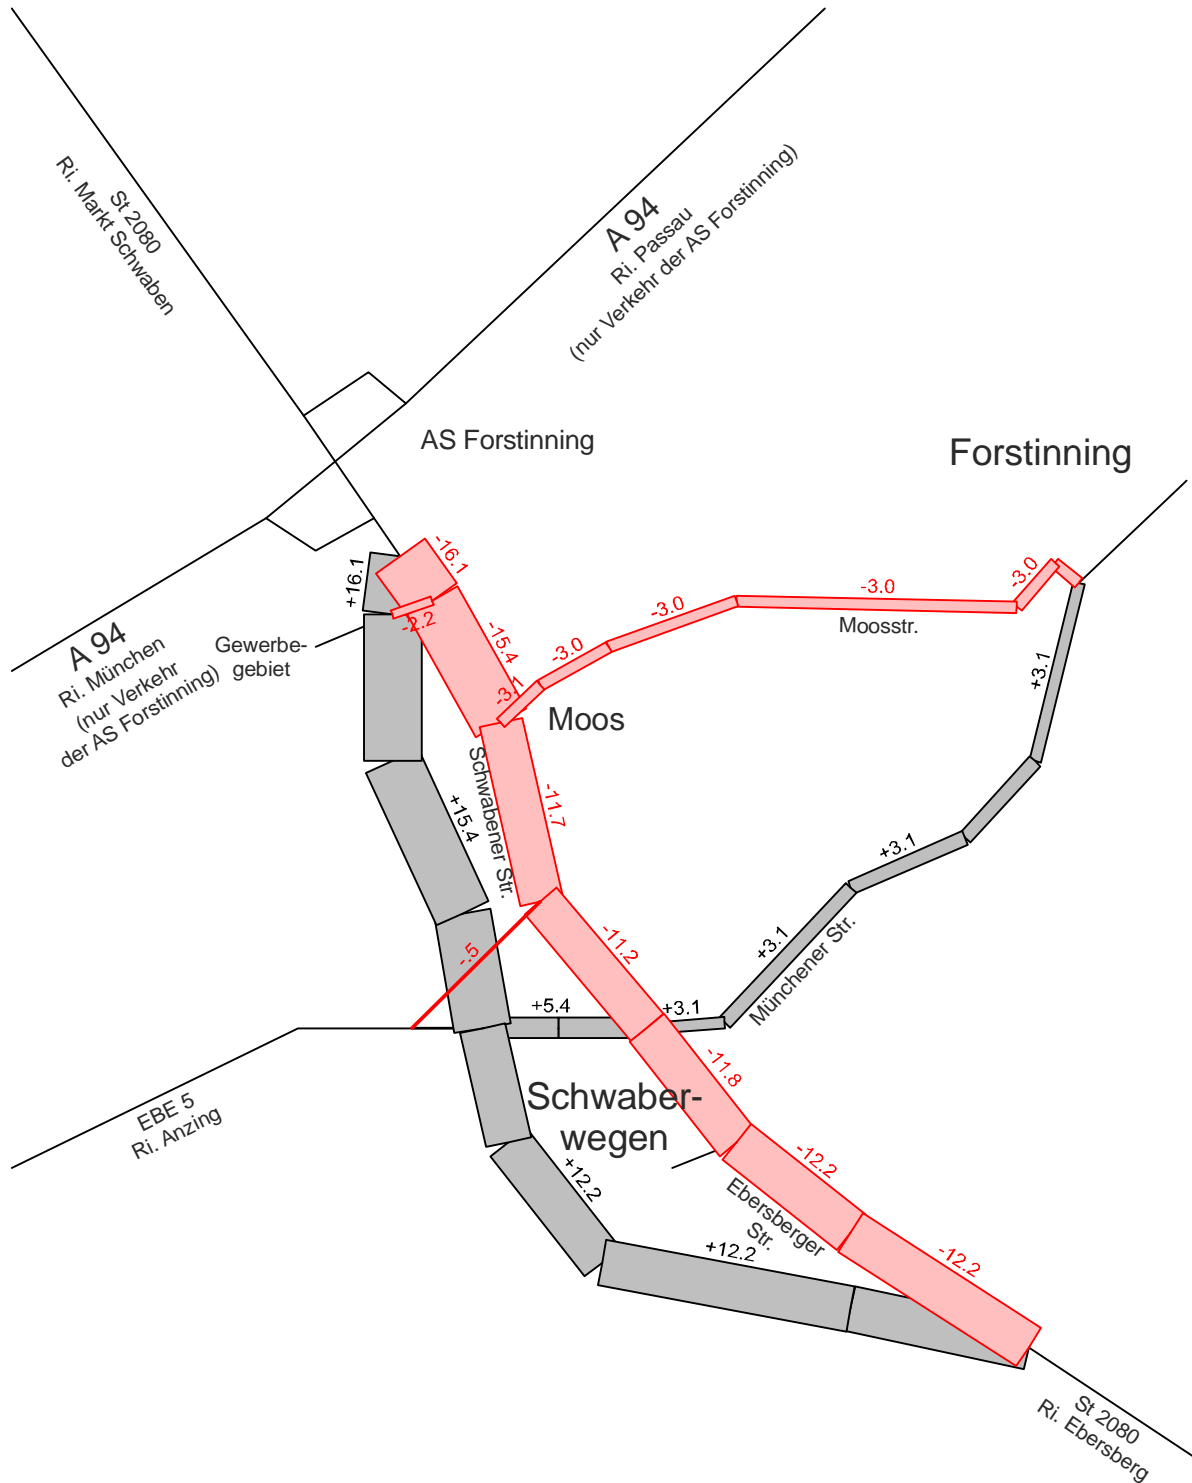 St 2080
Ri. Markt Schwaben
A 94
Ri. Passau
(nur Verkehr der AS Forstinning)
AS Forstinning
Forstinning
-16.1
+16.1
-2.2
-15.4
-3.1
-3.0
-3.0
-3.0
-3.0
Moosstr.
Gewerbe-
gebiet
A 94
Ri. München
(nur Verkehr
der AS Forstinning)
Moos
+3.1
Schwabener Str.
-11.7
+15.4
+3.1
-.5
-11.2
+3.1
Münchener Str.
+5.4
+3.1
-11.8
EBE 5
Ri. Anzing
Schwaber-
wegen
+12.2
-12.2
Ebersberger
Str.
+12.2
-12.2
St 2080
Ri. Ebersberg